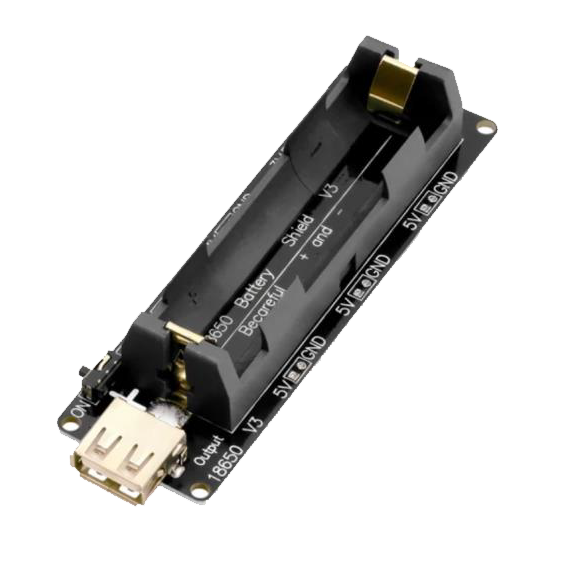 18650 Battery Shield V3
Becareful + and -
5V GND
5V GND
5V GND
ON
Output
18650 V3